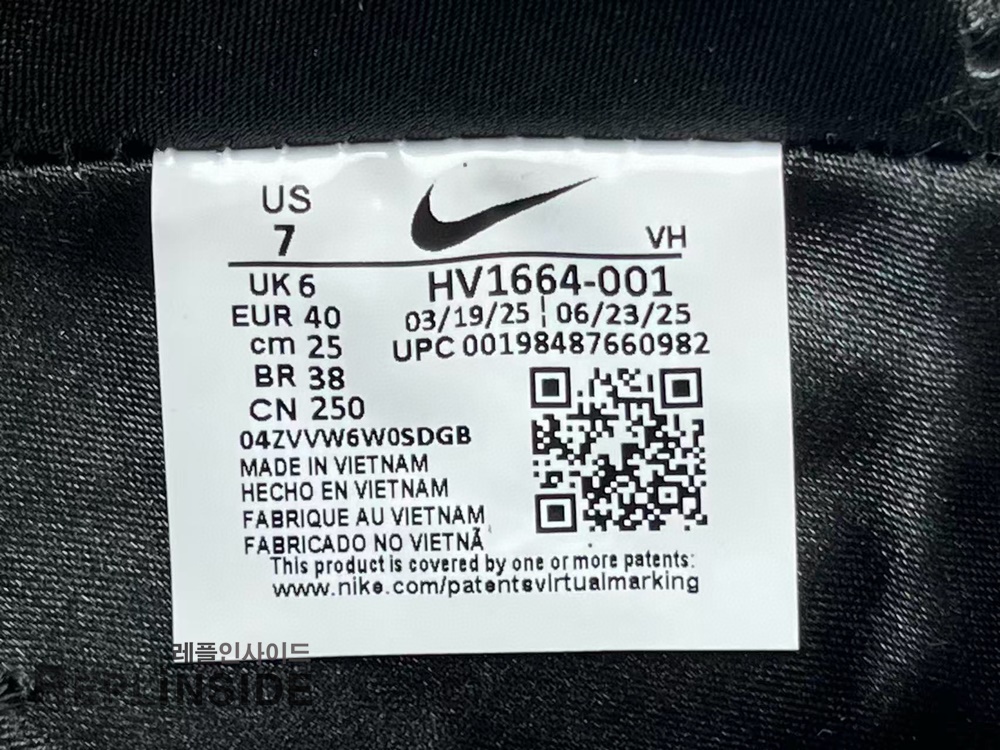 US
7
VH
UK 6
HV1664-001
EUR 40
03/19/25 | 06/23/25
cm 25
UPC 00198487660982
BR 38
CN 250
04ZVVW6W0SDGB
MADE IN VIETNAM
HECHO EN VIETNAM
FABRIQUE AU VIETNAM
FABRICADO NO VIETNÃ
This product is covered by one or more patents:
www.nike.com/patentsvirtualmarking
레플인사이드
REPLINSIDE